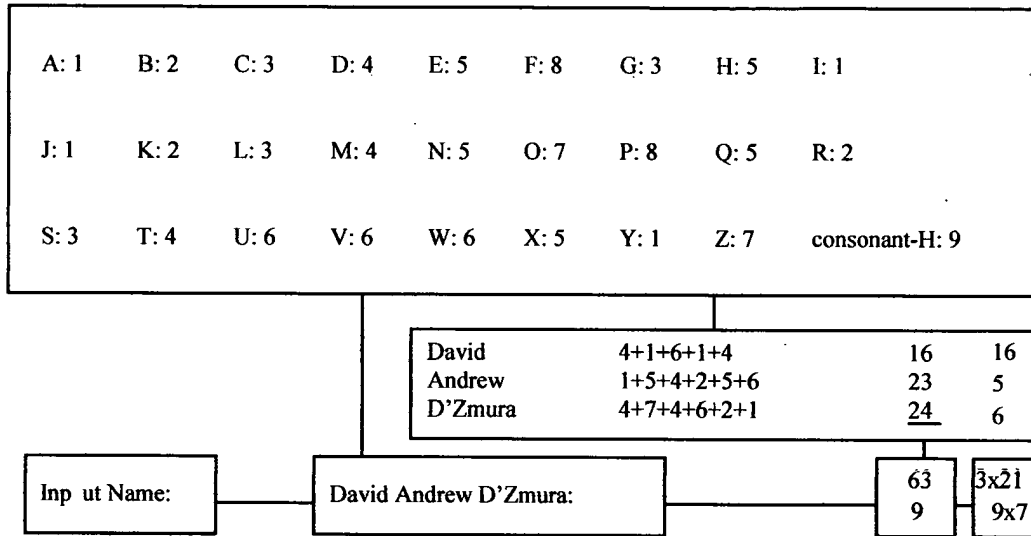 A: 1 B: 2 C: 3 D: 4 E: 5 F: 8 G: 3 H: 5 I: 1
J: 1 K: 2 L: 3 M: 4 N: 5 O: 7 P: 8 Q: 5 R: 2
S: 3 T: 4 U: 6 V: 6 W: 6 X: 5 Y: 1 Z: 7 consonant-H: 9
David 4+1+6+1+4 16 16
Andrew 1+5+4+2+5+6 23 5
D'Zmura 4+7+4+6+2+1 24 6
Inp ut Name: David Andrew D'Zmura: 63 3x21
9 9x7